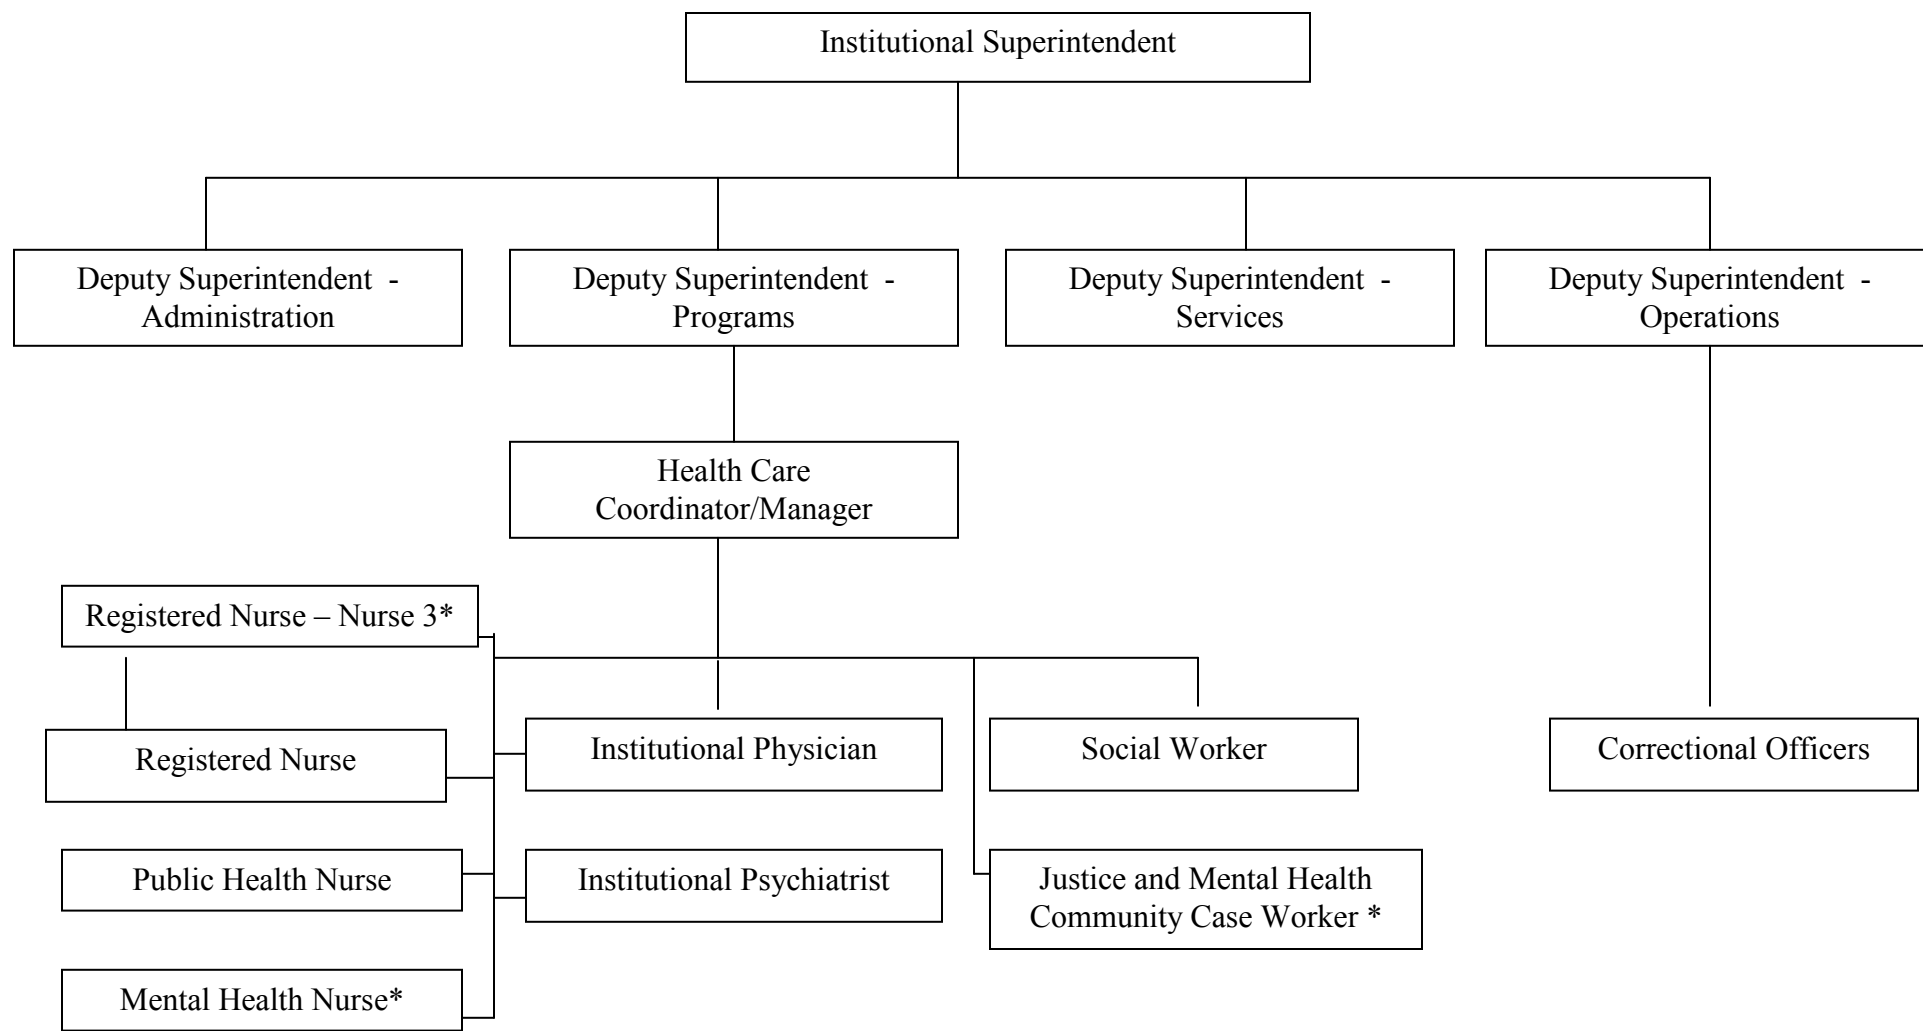 Institutional Superintendent
Deputy Superintendent -
Administration
Deputy Superintendent -
Programs
Deputy Superintendent -
Services
Deputy Superintendent -
Operations
Health Care
Coordinator/Manager
Registered Nurse – Nurse 3*
Registered Nurse
Institutional Physician
Social Worker
Correctional Officers
Public Health Nurse
Institutional Psychiatrist
Justice and Mental Health
Community Case Worker *
Mental Health Nurse*